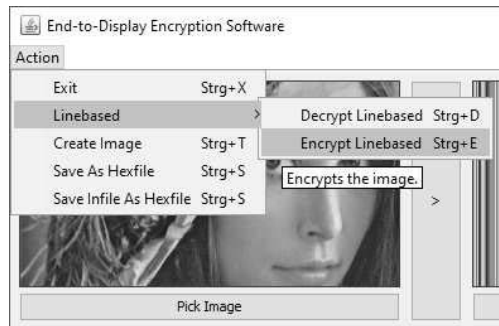 End-to-Display Encryption Software
Action
Exit Strg+X
Linebased >
Decrypt Linebased Strg+D
Create Image Strg+T
Encrypt Linebased Strg+E
Save As Hexfile Strg+S
Encrypts the image.
Save Infile As Hexfile Strg+S
>
Pick Image